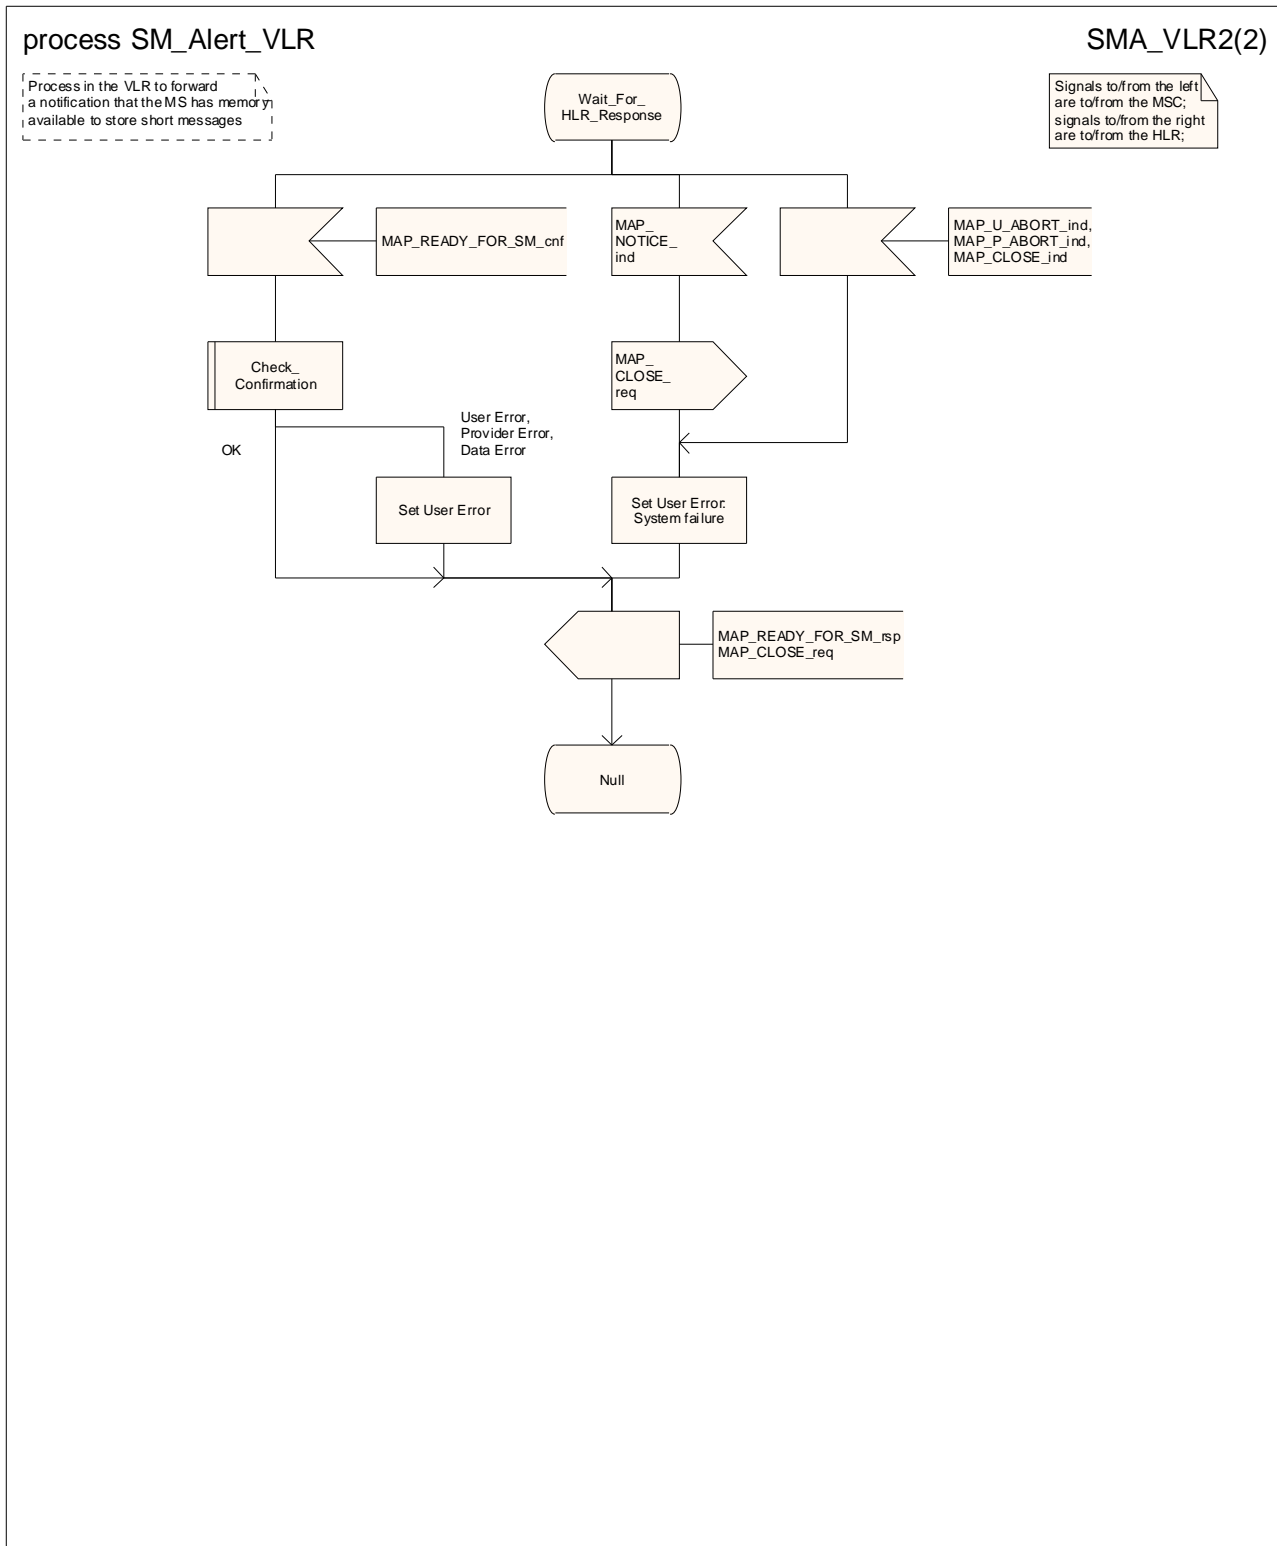 process SM_Alert_VLR
SMA_VLR2(2)
Process in the VLR to forward
a notification that the MS has memory
available to store short messages
Signals to/from the left
are to/from the MSC;
signals to/from the right
are to/from the HLR;
Wait_For_
HLR_Response
MAP_READY_FOR_SM_cnf
MAP_
NOTICE_
ind
MAP_U_ABORT_ind,
MAP_P_ABORT_ind,
MAP_CLOSE_ind
Check_
Confirmation
MAP_
CLOSE_
req
OK
User Error,
Provider Error,
Data Error
Set User Error
Set User Error:
System failure
MAP_READY_FOR_SM_rsp
MAP_CLOSE_req
Null